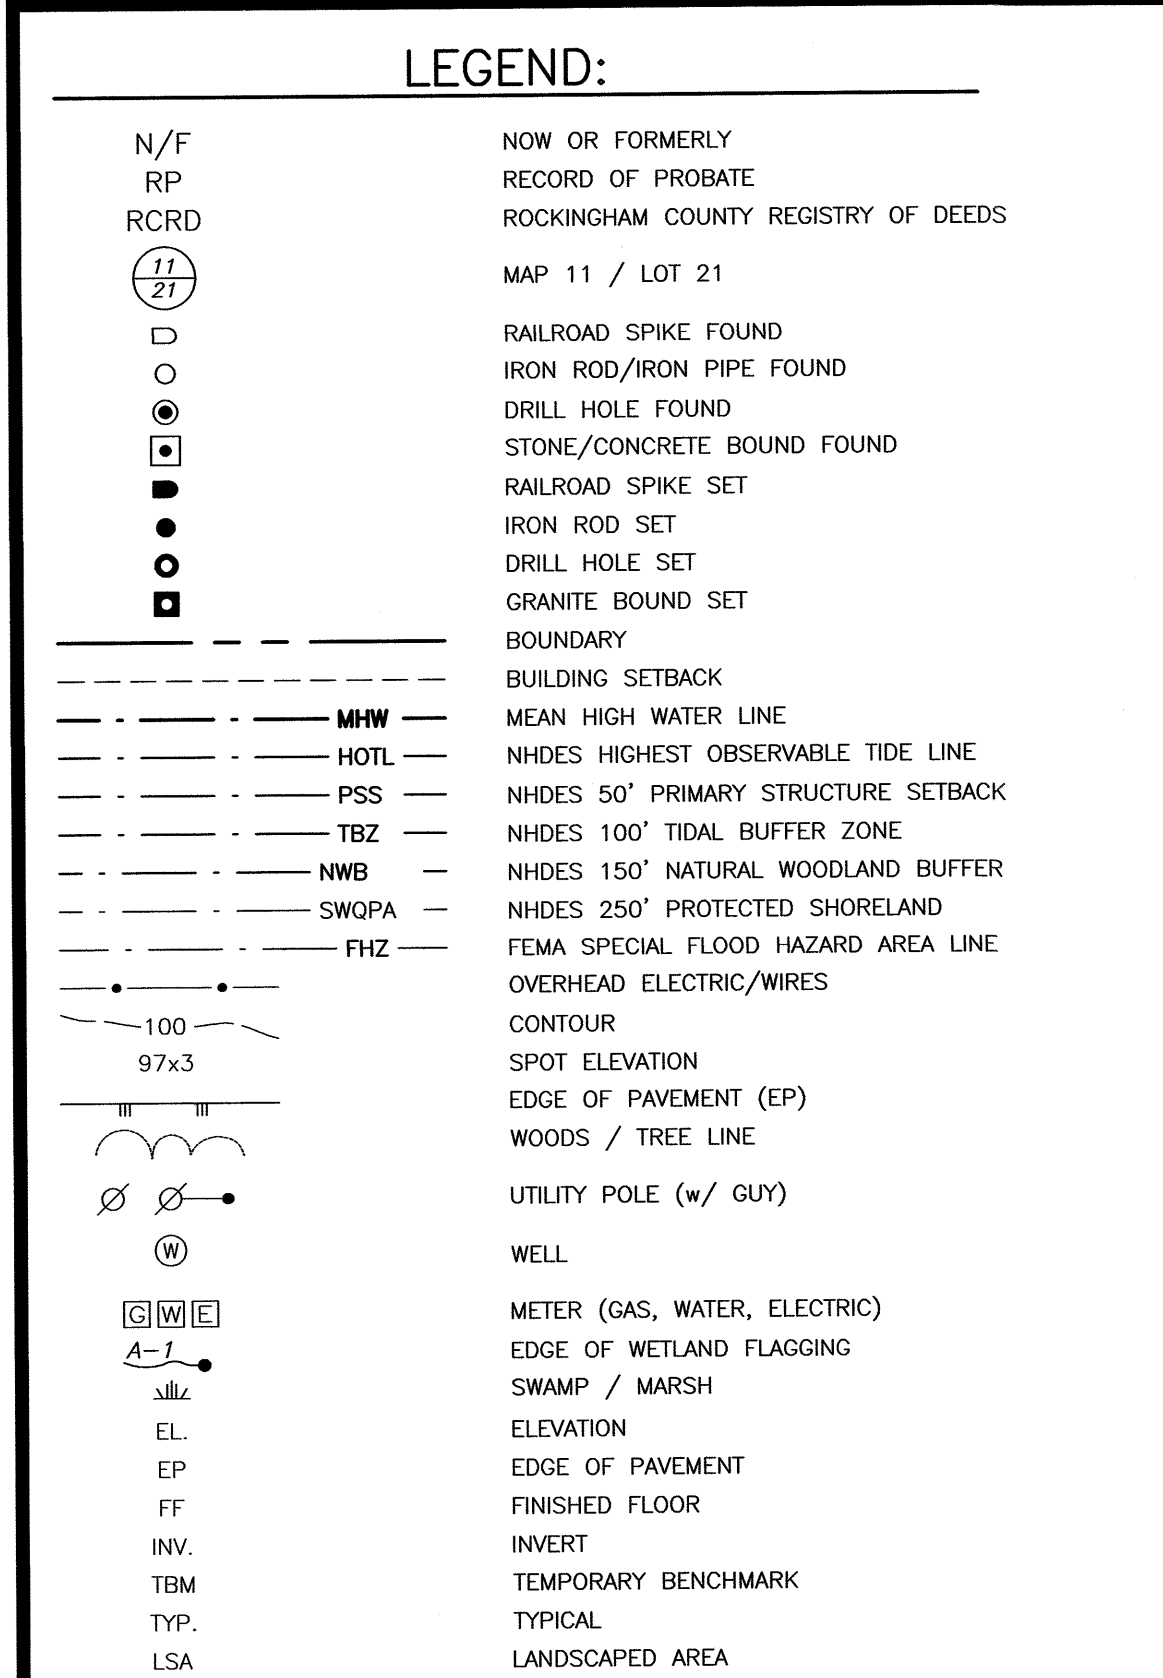 LEGEND:
N/F NOW OR FORMERLY
RP RECORD OF PROBATE
RCRD ROCKINGHAM COUNTY REGISTRY OF DEEDS
11
21 MAP 11 / LOT 21
RAILROAD SPIKE FOUND
IRON ROD/IRON PIPE FOUND
DRILL HOLE FOUND
STONE/CONCRETE BOUND FOUND
RAILROAD SPIKE SET
IRON ROD SET
DRILL HOLE SET
GRANITE BOUND SET
BOUNDARY
BUILDING SETBACK
MHW MEAN HIGH WATER LINE
HOTL NHDES HIGHEST OBSERVABLE TIDE LINE
PSS NHDES 50' PRIMARY STRUCTURE SETBACK
TBZ NHDES 100' TIDAL BUFFER ZONE
NWB NHDES 150' NATURAL WOODLAND BUFFER
SWQPA NHDES 250' PROTECTED SHORELAND
FHZ FEMA SPECIAL FLOOD HAZARD AREA LINE
OVERHEAD ELECTRIC/WIRES
100 CONTOUR
97x3 SPOT ELEVATION
EDGE OF PAVEMENT (EP)
WOODS / TREE LINE
UTILITY POLE (w/ GUY)
W WELL
G W E METER (GAS, WATER, ELECTRIC)
A-1 EDGE OF WETLAND FLAGGING
SWAMP / MARSH
EL. ELEVATION
EP EDGE OF PAVEMENT
FF FINISHED FLOOR
INV. INVERT
TBM TEMPORARY BENCHMARK
TYP. TYPICAL
LSA LANDSCAPED AREA